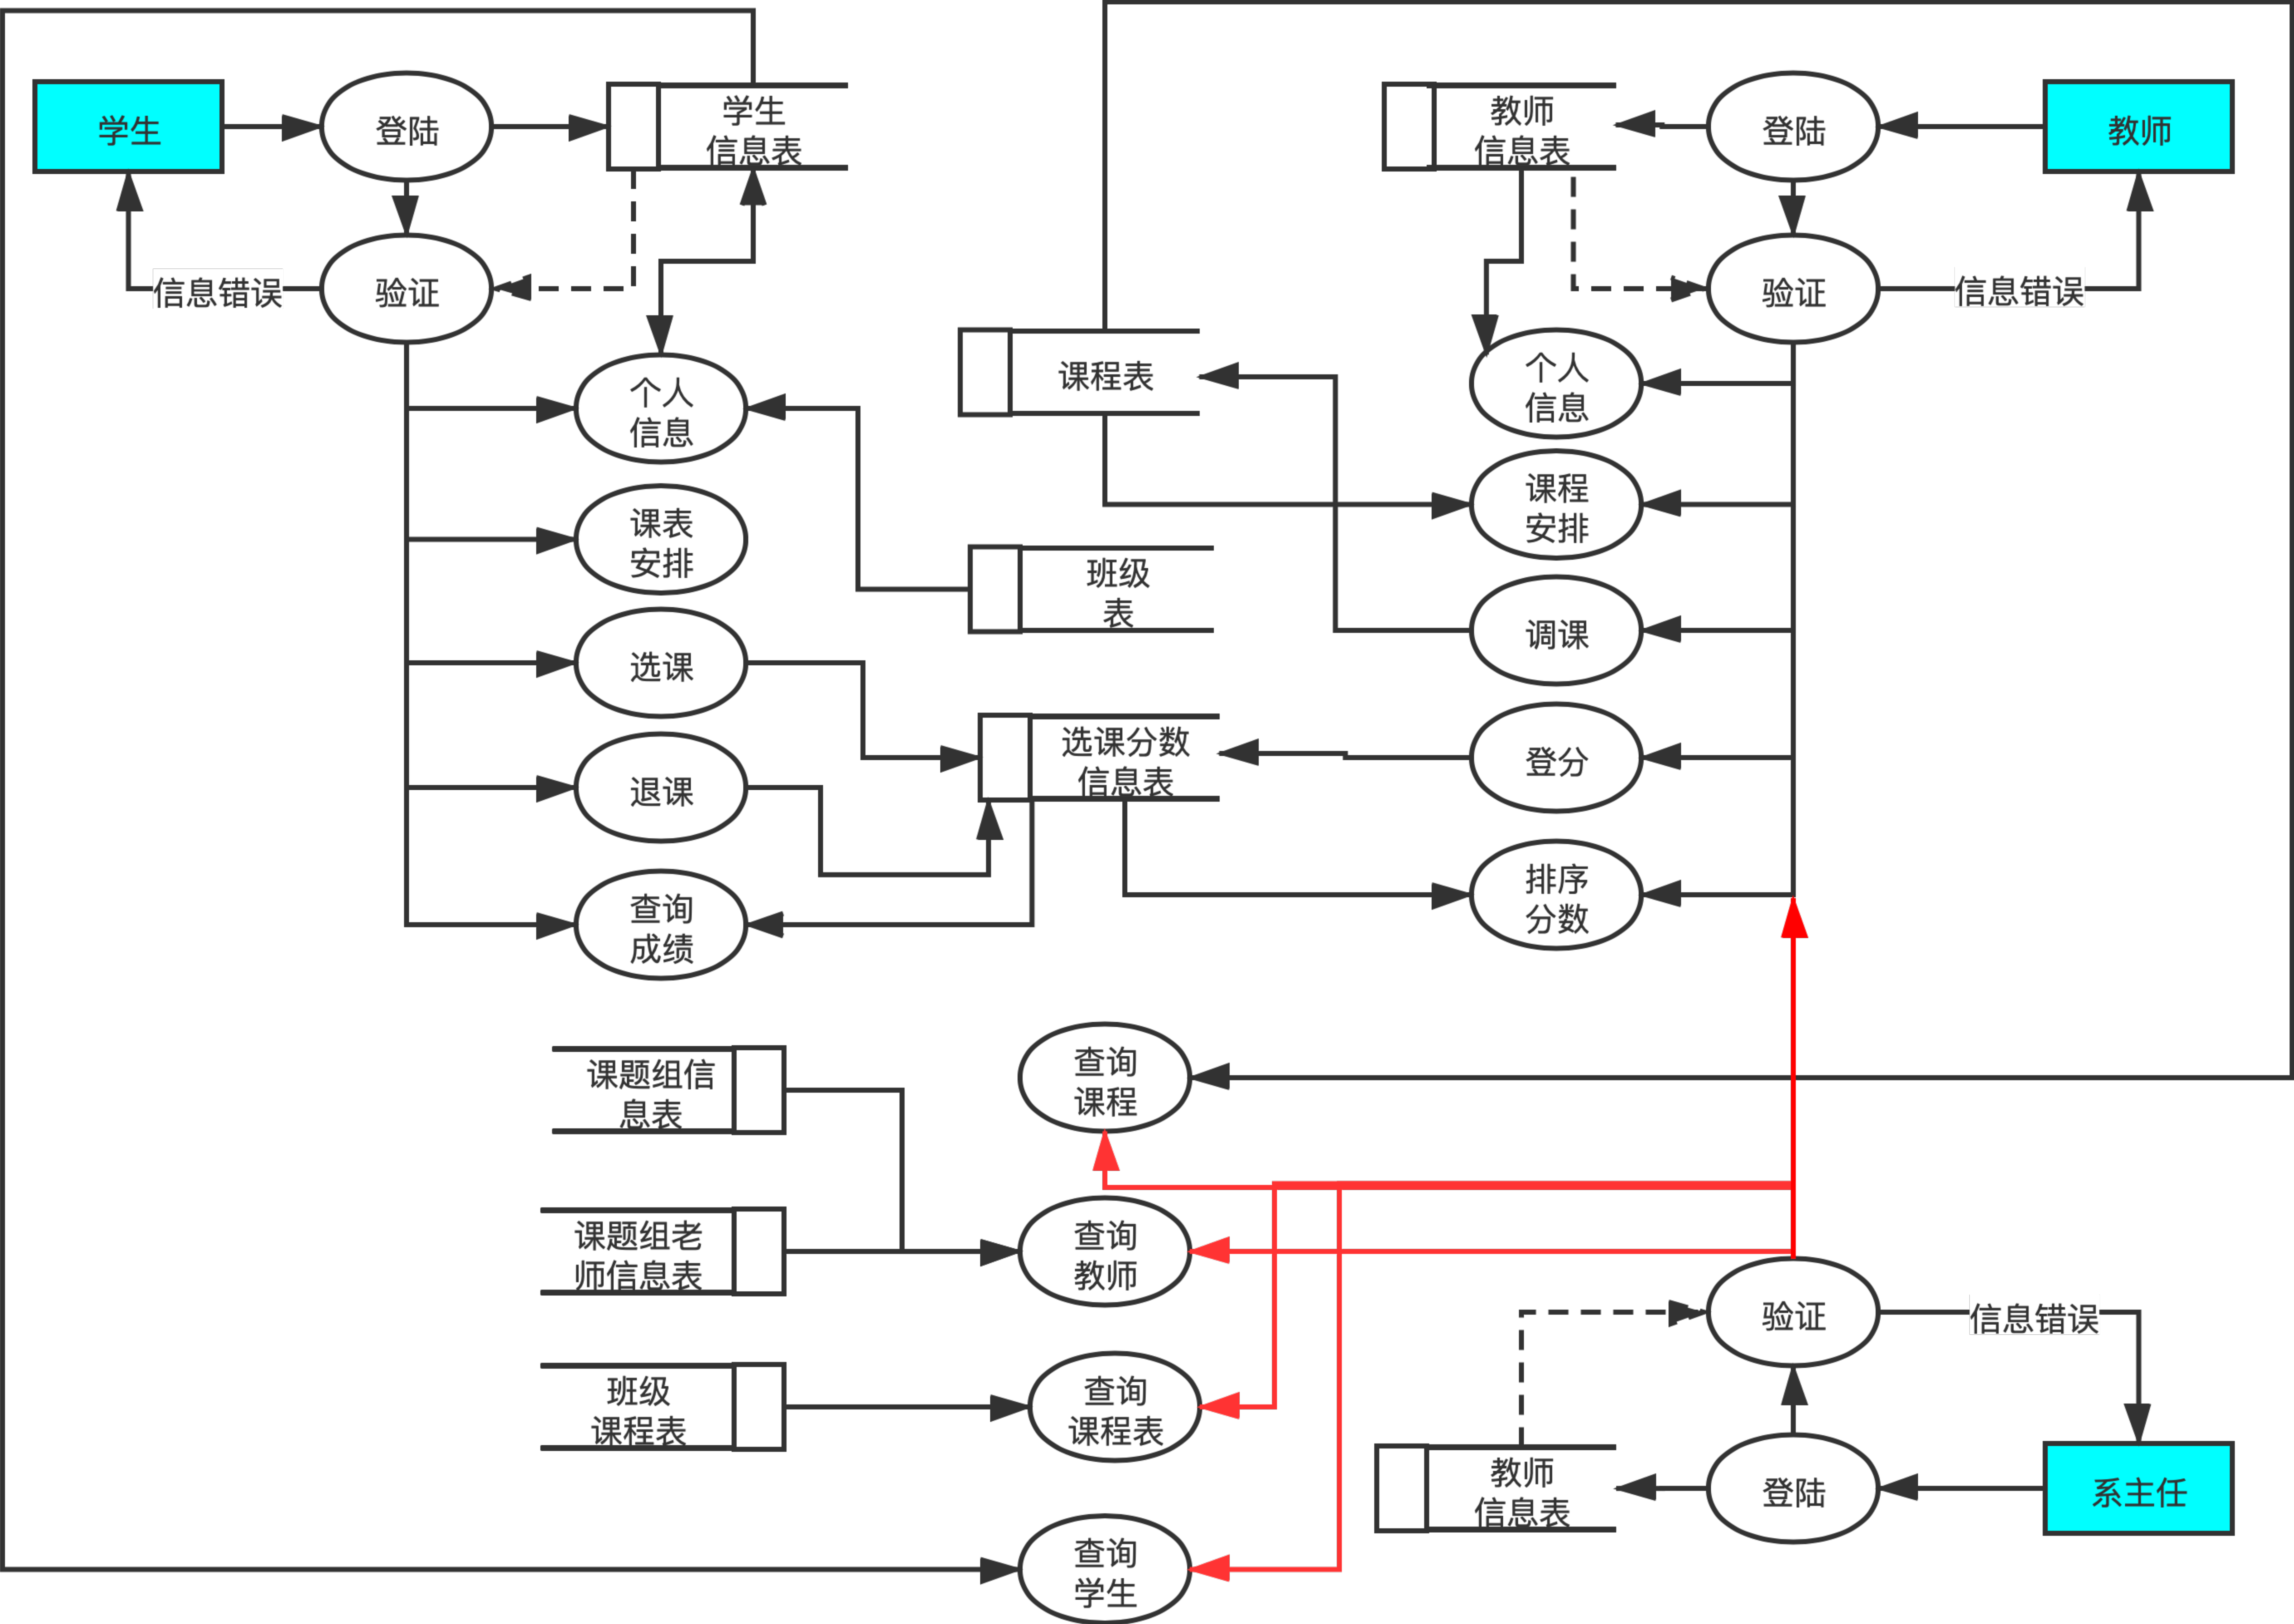 学生
登陆
学生
信息表
教师
信息表
登陆
教师
信息错误
验证
验证
信息错误
个人
信息
课程表
个人
信息
课表
安排
课程
安排
班级
表
调课
选课
选课分数
信息表
登分
退课
查询
成绩
排序
分数
课题组信
息表
查询
课程
课题组老
师信息表
查询
教师
验证
信息错误
班级
课程表
查询
课程表
教师
信息表
登陆
系主任
查询
学生